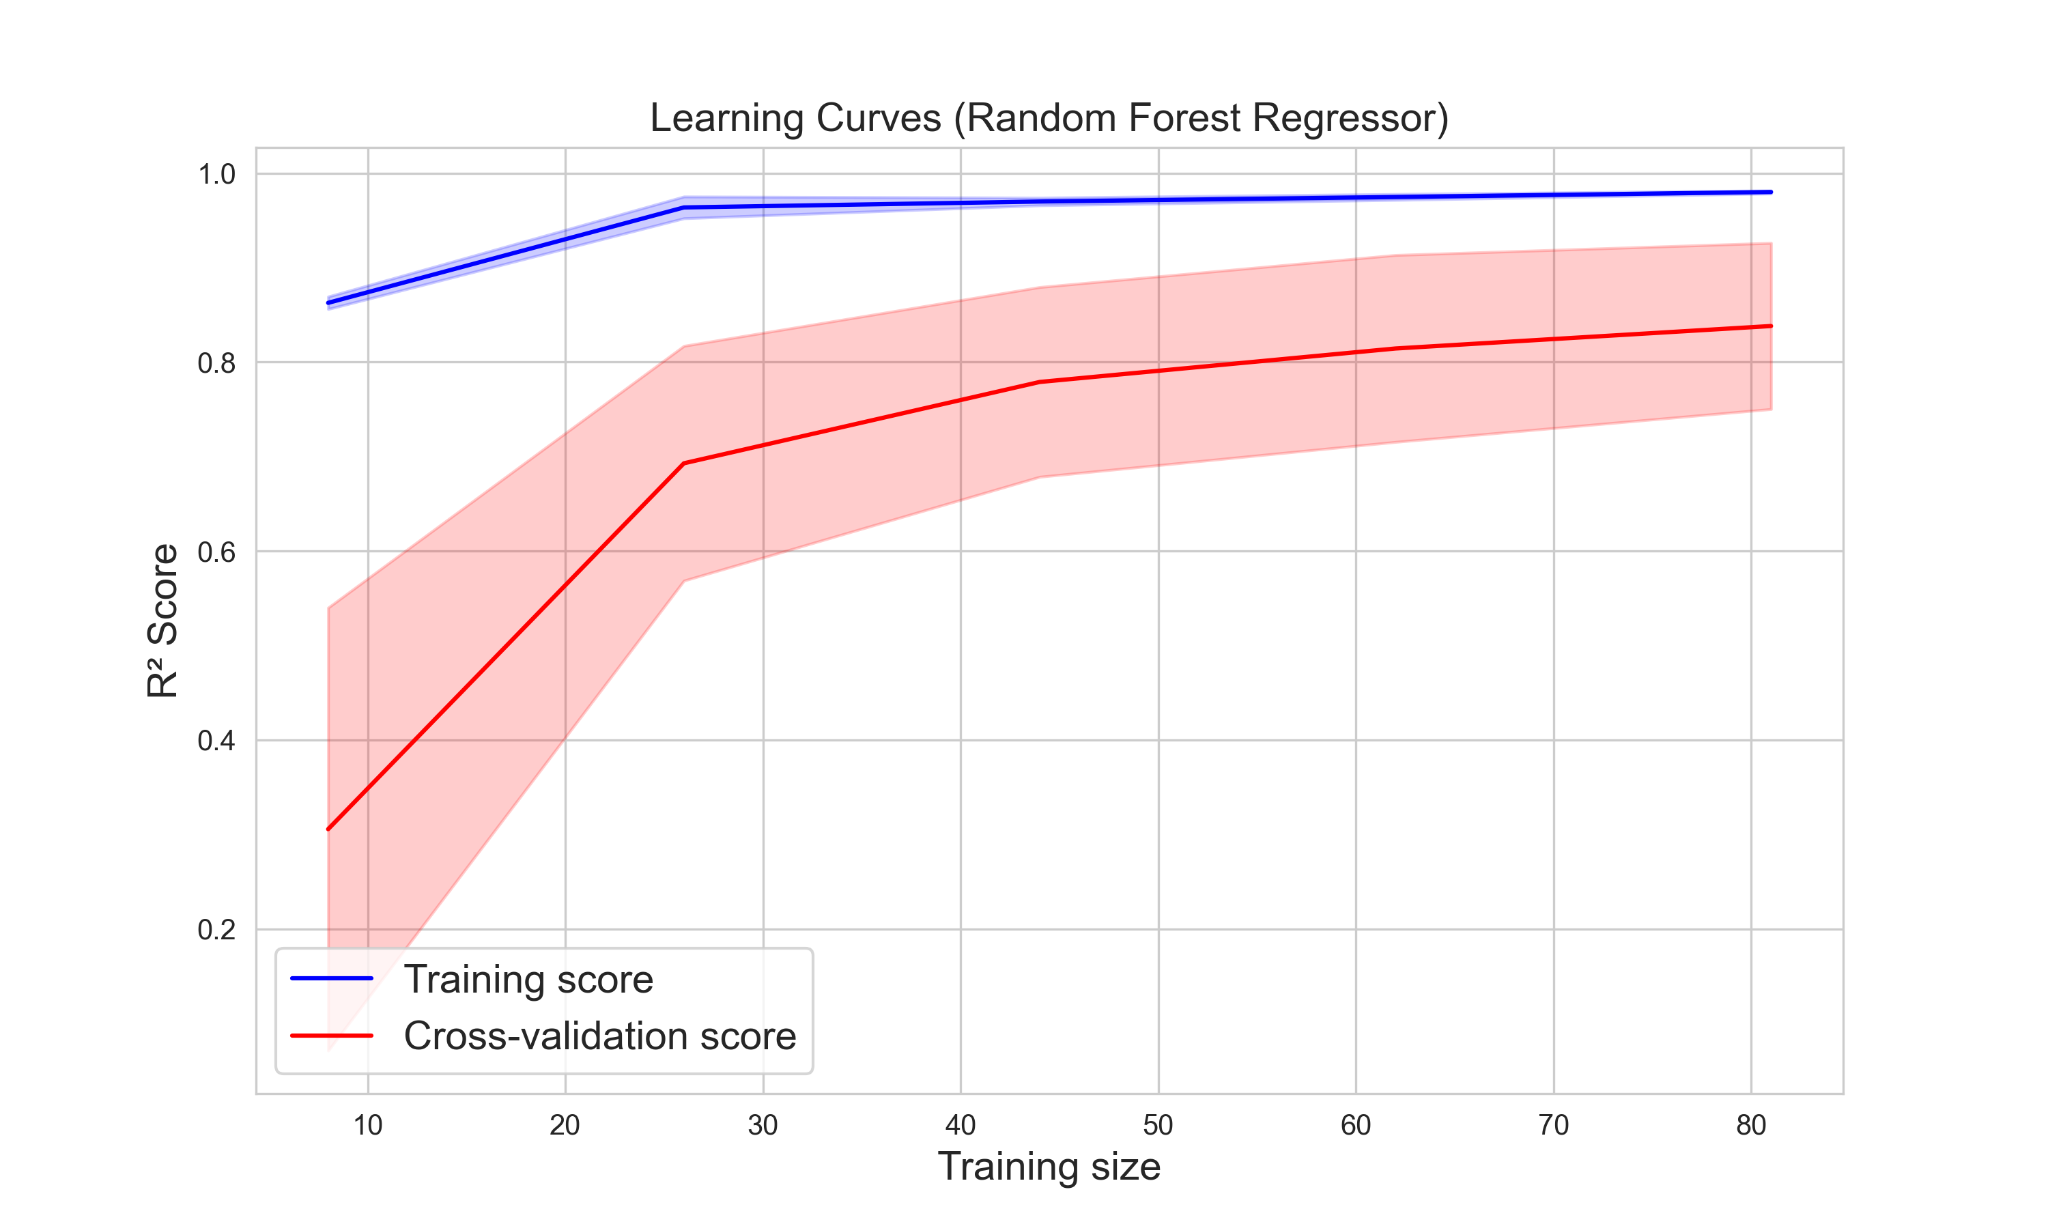 Learning Curves (Random Forest Regressor)
1.0
0.8
0.6
0.4
0.2
R² Score
Training score
Cross-validation score
10 20 30 40 50 60 70 80
Training size